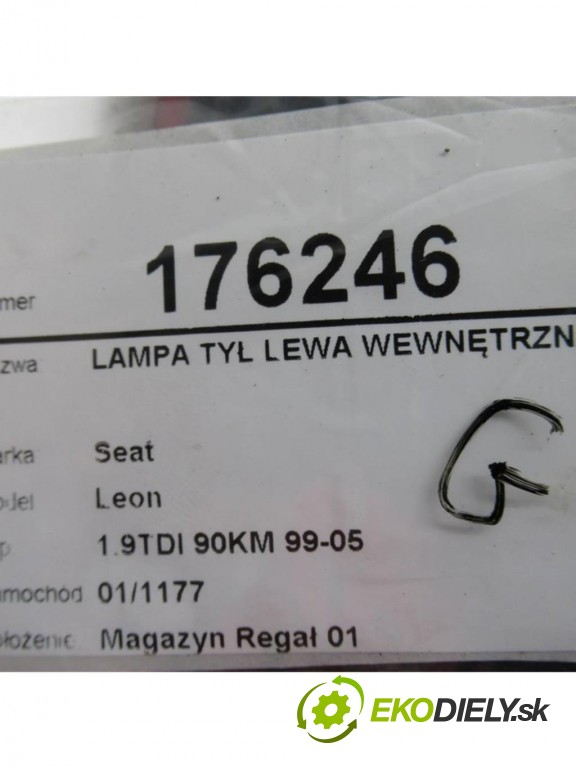 mer 176246
zwa LAMPA TYŁ LEWA WEWNĘTRZN
arka Seat
odel Leon
p 1.9TDI 90KM 99-05
amochód 01/1177
ołożenie Magazyn Regał 01
G
EKODIELY.sk